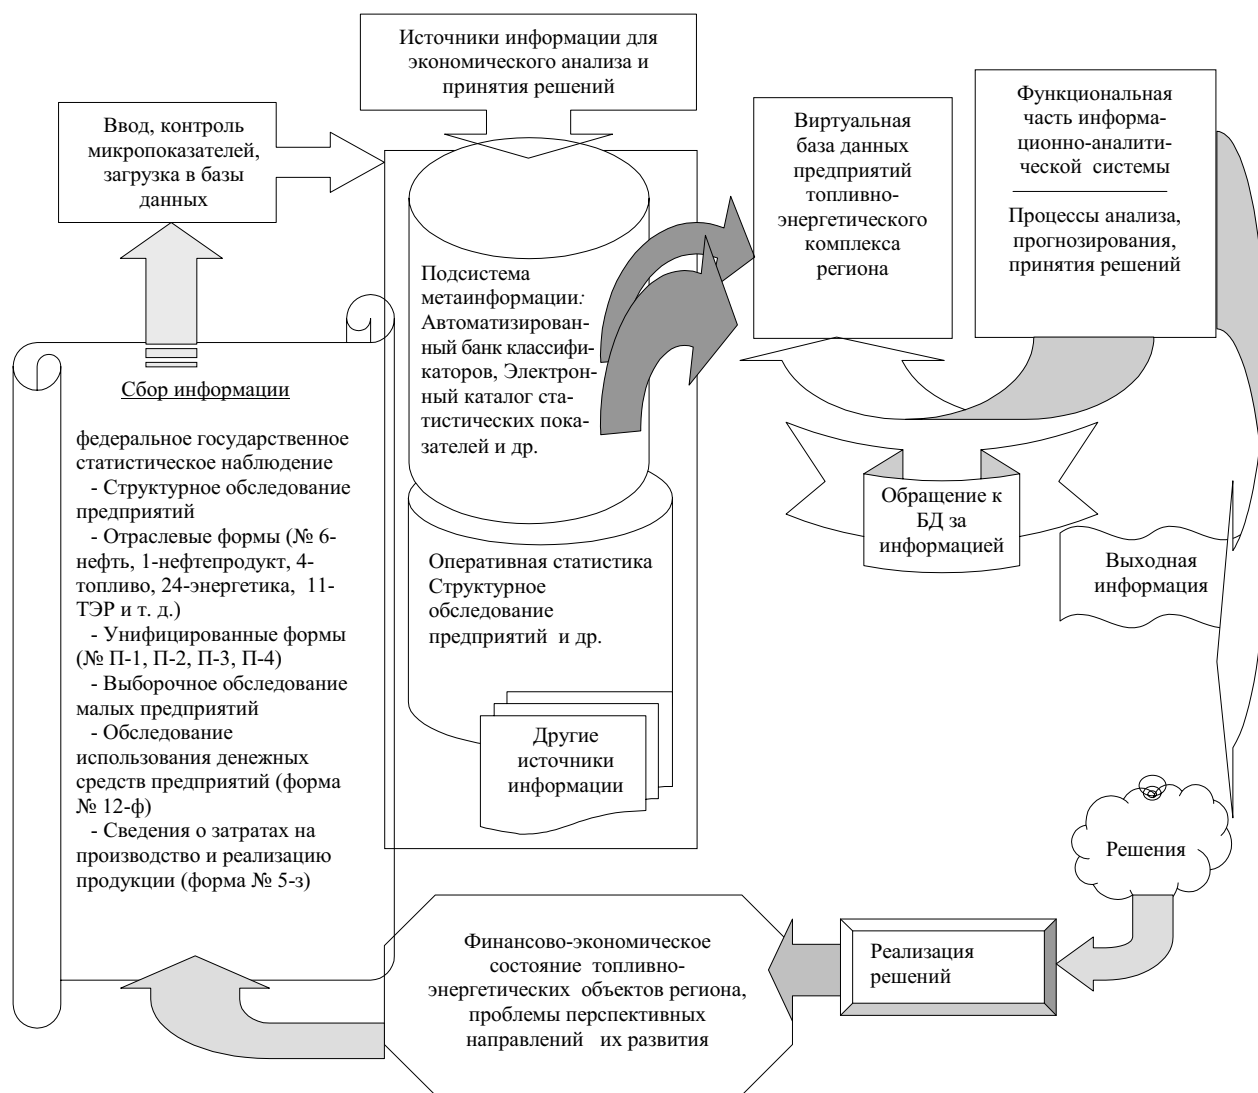 Источники информации для
экономического анализа и
принятия решений
Ввод, контроль
микропоказателей,
загрузка в базы
данных
Виртуальная
база данных
предприятий
топливно-
энергетического
комплекса
региона
Функциональная
часть информа-
ционно-аналити-
ческой системы
Процессы анализа,
прогнозирования,
принятия решений
Подсистема
метаинформации:
Автоматизирован-
ный банк классифи-
каторов, Электрон-
ный каталог ста-
тистических пока-
зателей и др.
Сбор информации
федеральное государственное
статистическое наблюдение
- Структурное обследование
предприятий
- Отраслевые формы (№ 6-
нефть, 1-нефтепродукт, 4-
топливо, 24-энергетика, 11-
ТЭР и т. д.)
- Унифицированные формы
(№ П-1, П-2, П-3, П-4)
- Выборочное обследование
малых предприятий
- Обследование
использования денежных
средств предприятий (форма
№ 12-ф)
- Сведения о затратах на
производство и реализацию
продукции (форма № 5-з)
Оперативная статистика
Структурное
обследование
предприятий и др.
Другие
источники
информации
Обращение к
БД за
информацией
Выходная
информация
Решения
Реализация
решений
Финансово-экономическое
состояние топливно-
энергетических объектов региона,
проблемы перспективных
направлений их развития